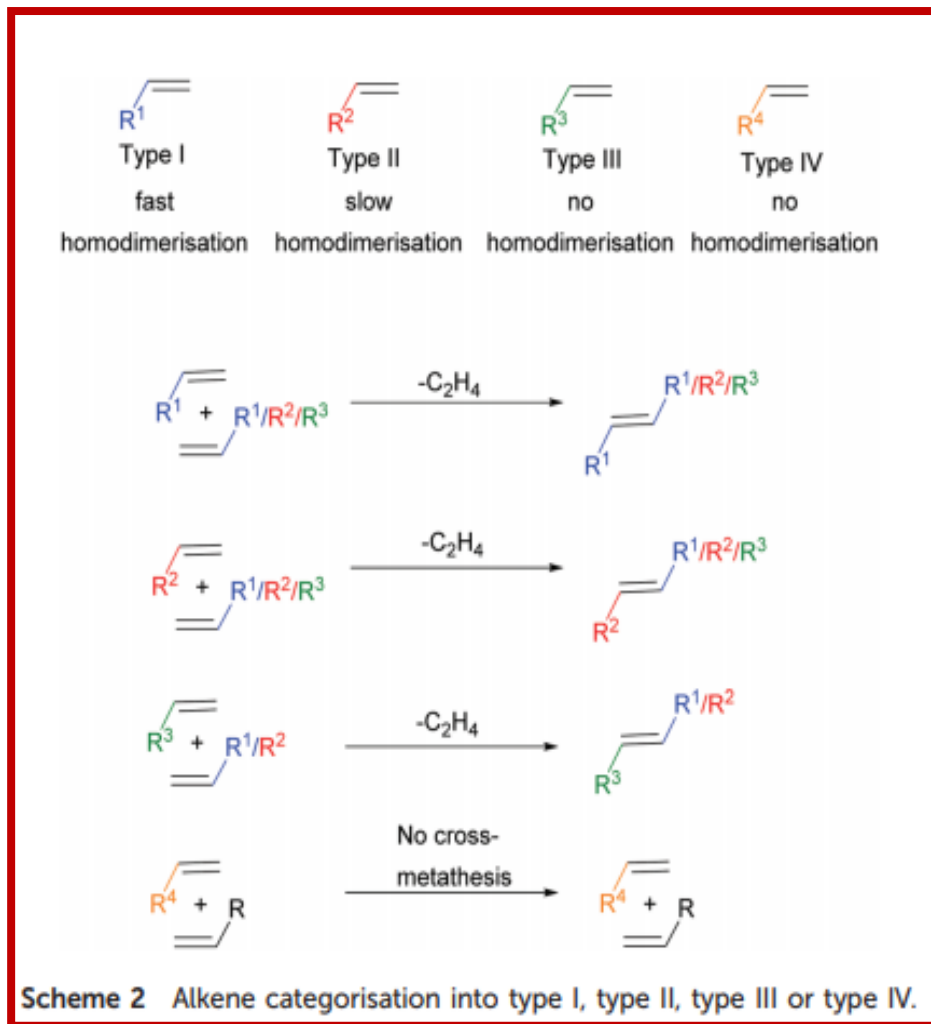 R¹ R² R³ R⁴
Type I Type II Type III Type IV
fast slow no no
homodimerisation homodimerisation homodimerisation homodimerisation
-C₂H₄
R¹/R²/R³
R¹ + R¹/R²/R³
R¹
-C₂H₄
R¹/R²/R³
R² + R¹/R²/R³
R²
R¹/R²
-C₂H₄
R³ + R¹/R²
R³
No cross-
metathesis
R⁴ + R R⁴ + R
Scheme 2 Alkene categorisation into type I, type II, type III or type IV.